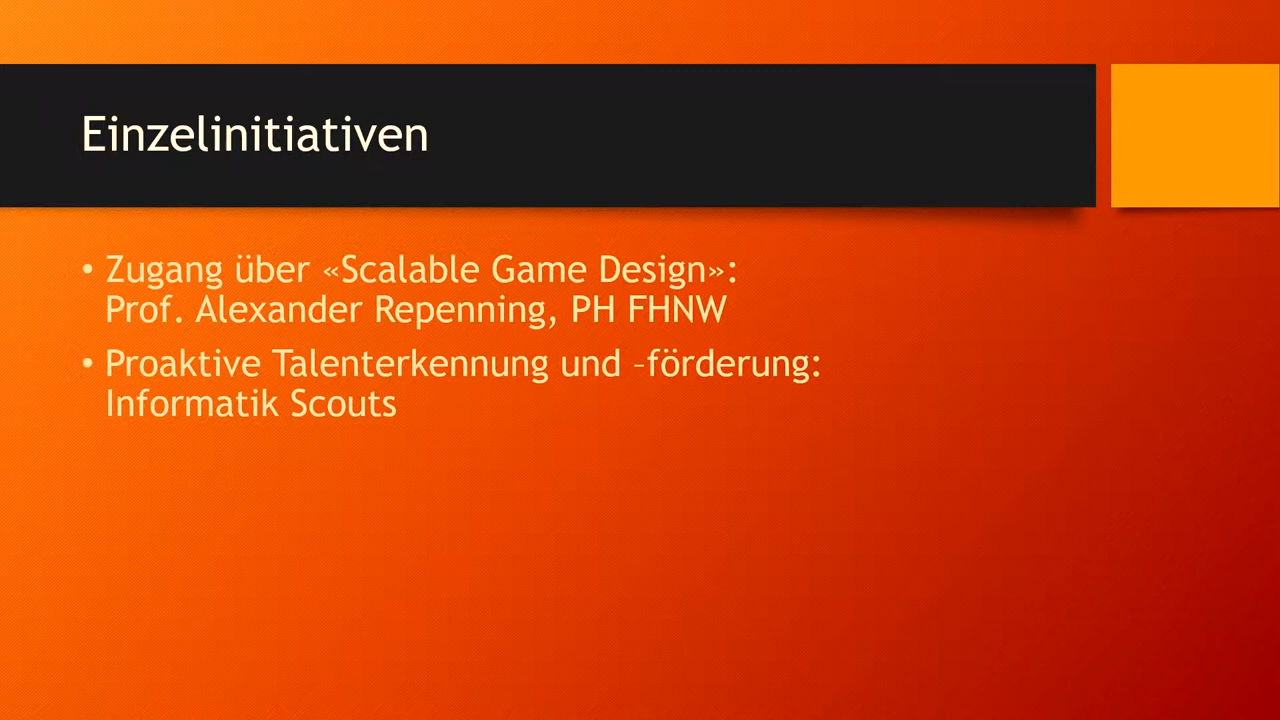 Einzelinitiativen
• Zugang über «Scalable Game Design»:
Prof. Alexander Repenning, PH FHNW
• Proaktive Talenterkennung und –förderung:
Informatik Scouts